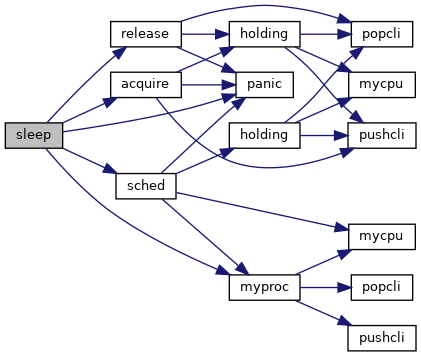 sleep
release
acquire
sched
holding
panic
holding
myproc
popcli
mycpu
pushcli
mycpu
popcli
pushcli